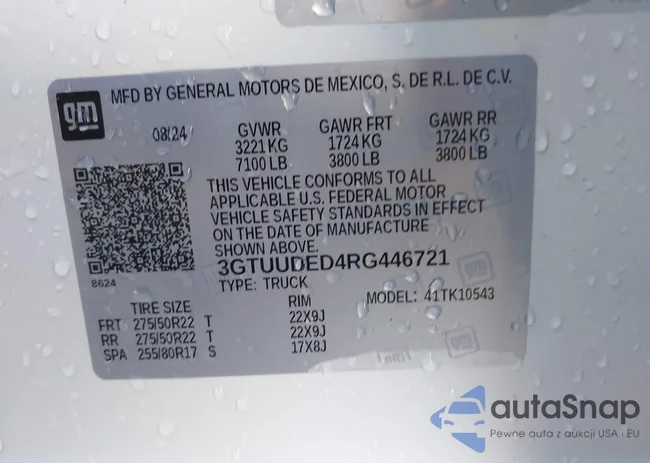 gm
MFD BY GENERAL MOTORS DE MEXICO, S. DE R.L. DE C.V.
08/24 GVWR GAWR FRT GAWR RR
3221 KG 1724 KG 1724 KG
7100 LB 3800 LB 3800 LB
THIS VEHICLE CONFORMS TO ALL
APPLICABLE U.S. FEDERAL MOTOR
VEHICLE SAFETY STANDARDS IN EFFECT
ON THE DATE OF MANUFACTURE
SHOWN ABOVE.
8624
3GTUUDED4RG446721
TYPE: TRUCK MODEL: 41TK10543
TIRE SIZE RIM
FRT 275/50R22 T 22X9J
RR 275/50R22 T 22X9J
SPA 255/80R17 S 17X8J
autaSnap
Pewne auta z aukcji USA i EU